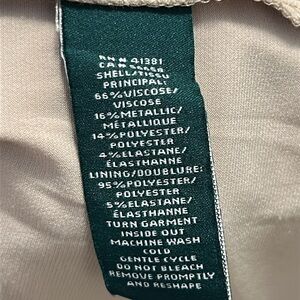 RN# 41381
CA#
SHELL/TISSU
PRINCIPAL:
66%VISCOSE/
VISCOSE
16%METALLIC/
MÉTALLIQUE
14%POLYESTER/
POLYESTER
4%ELASTANE/
ÉLASTHANNE
LINING/DOUBLURE:
95%POLYESTER/
POLYESTER
5%ELASTANE/
ÉLASTHANNE
TURN GARMENT
INSIDE OUT
MACHINE WASH
COLD
GENTLE CYCLE
DO NOT BLEACH
REMOVE PROMPTLY
AND RESHAPE